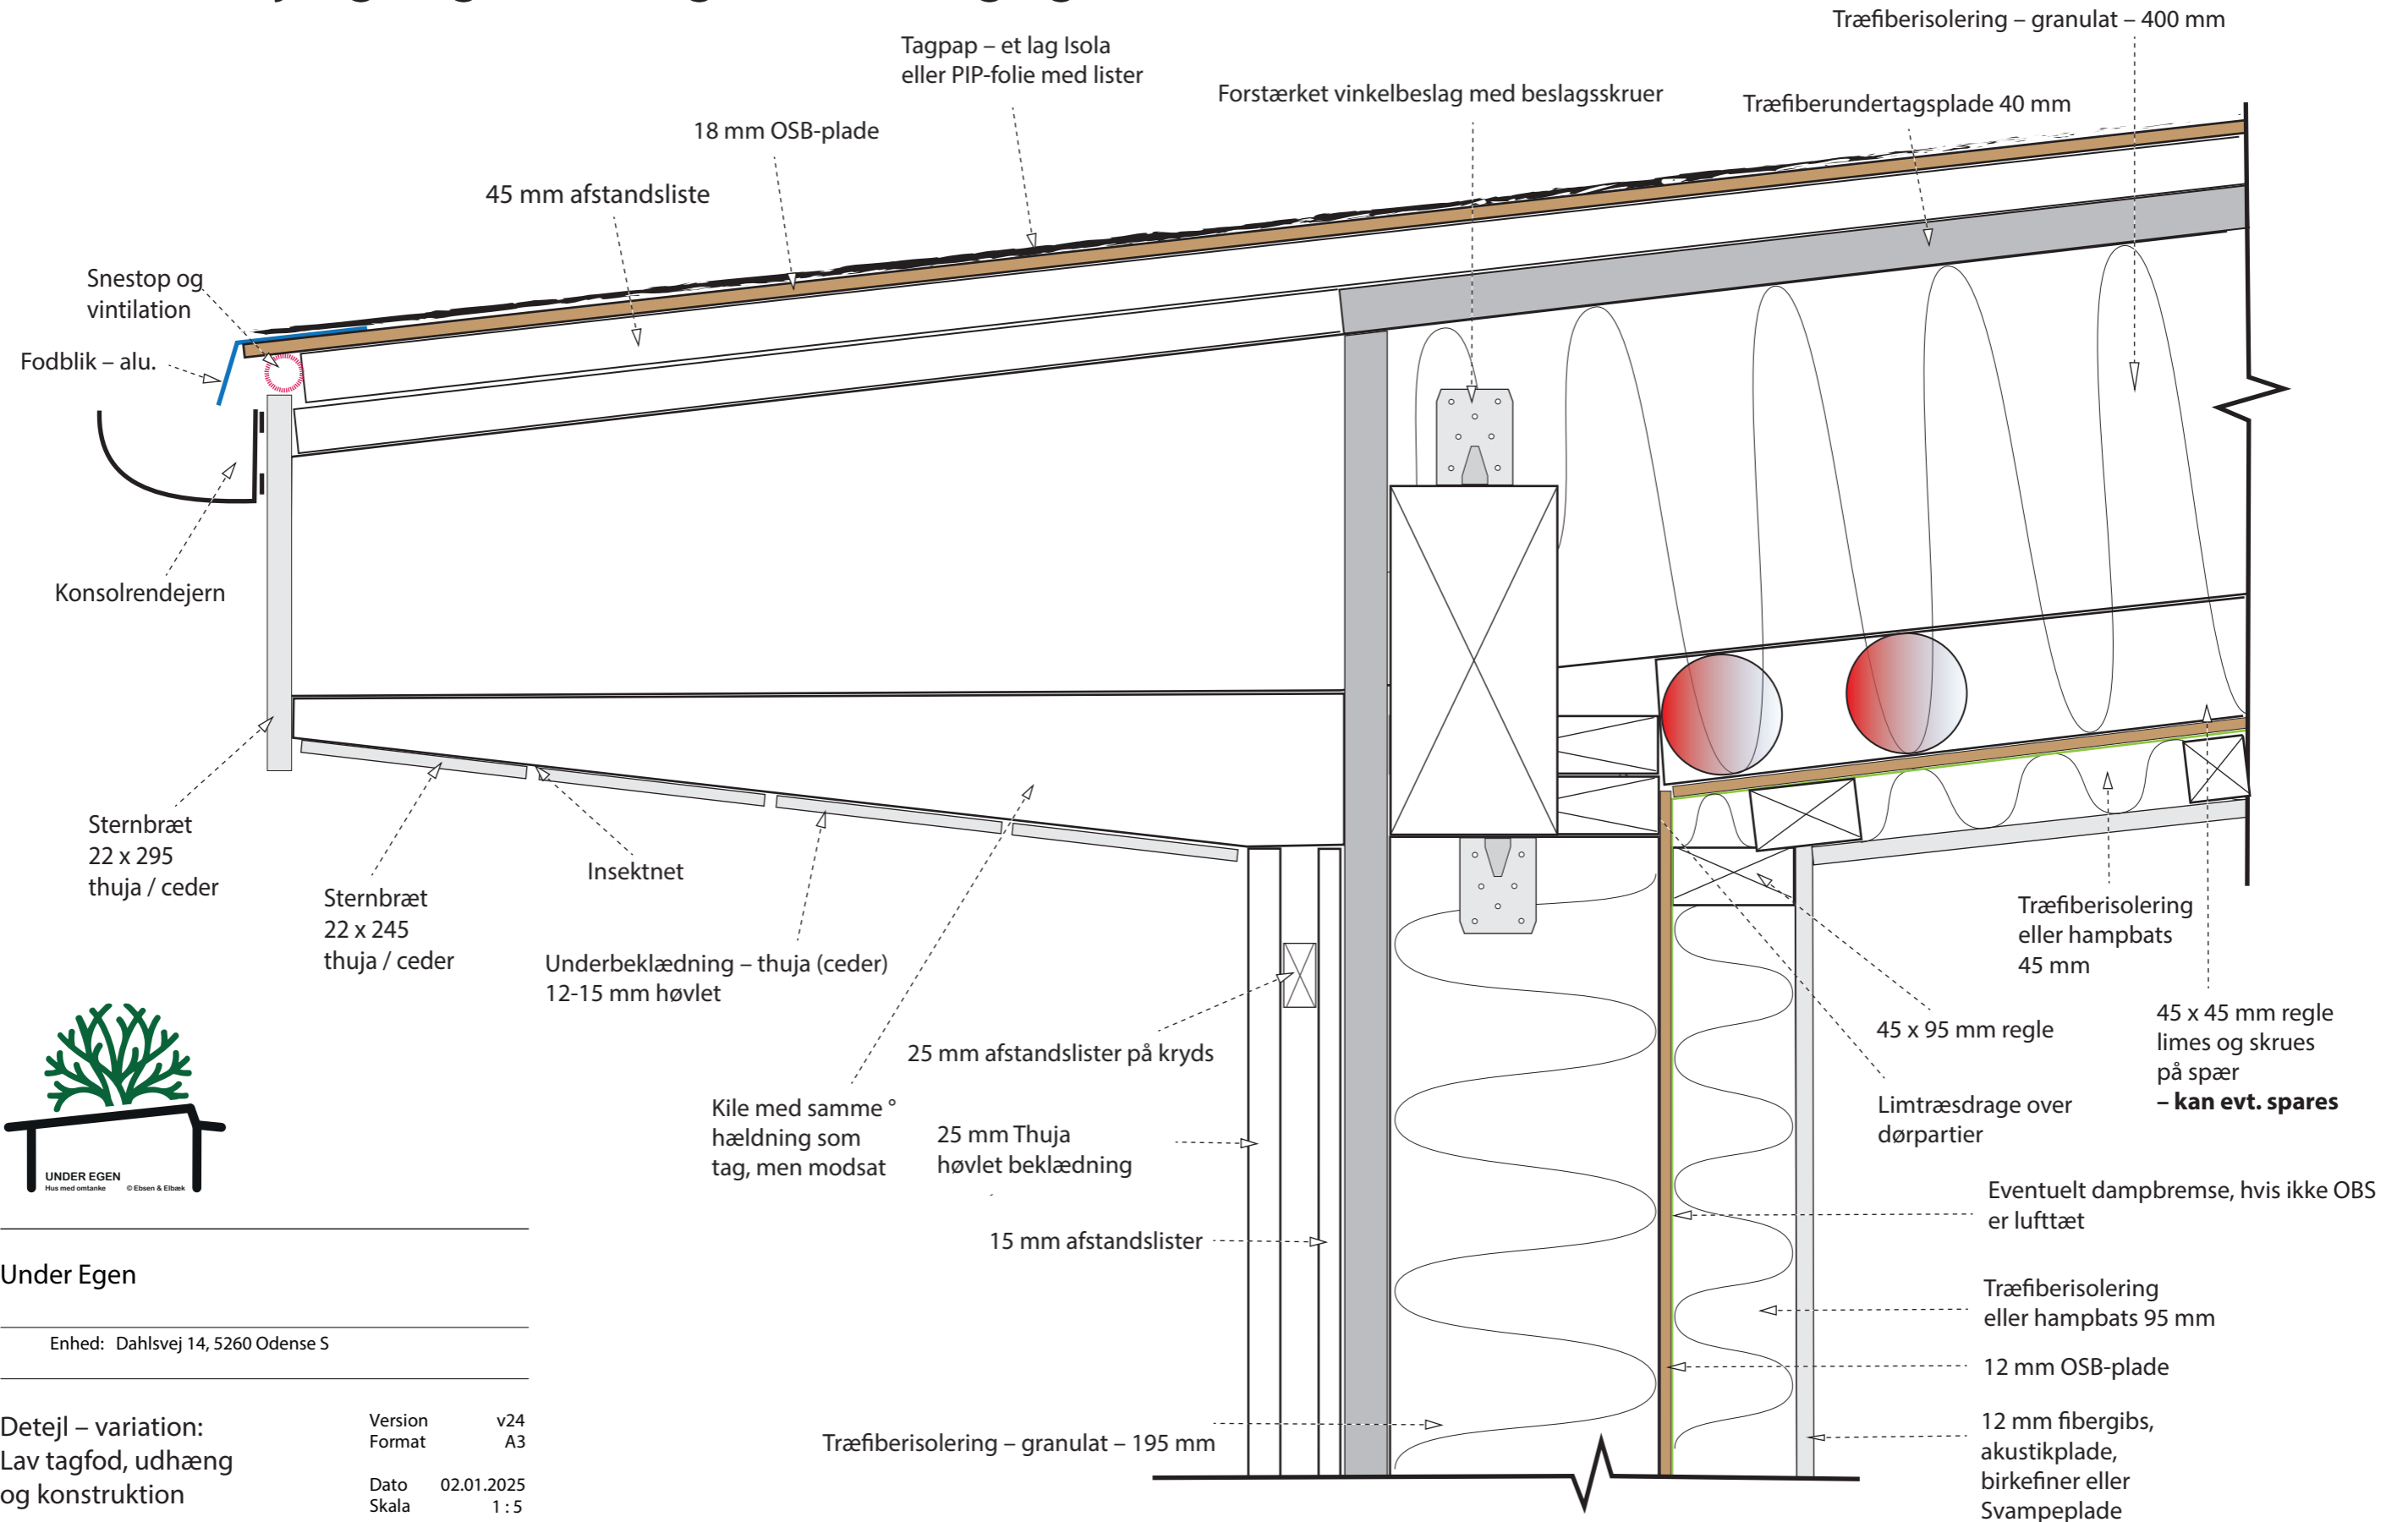 Træfiberisolering – granulat – 400 mm
Tagpap – et lag Isola
eller PIP-folie med lister
Forstærket vinkelbeslag med beslagsskruer
Træfiberundertagsplade 40 mm
18 mm OSB-plade
45 mm afstandsliste
Snestop og
vintilation
Fodblik – alu.
Konsolrendejern
Sternbræt
22 x 295
thuja / ceder
Sternbræt
22 x 245
thuja / ceder
Insektnet
Underbeklædning – thuja (ceder)
12-15 mm høvlet
25 mm afstandslister på kryds
Kile med samme °
hældning som
tag, men modsat
25 mm Thuja
høvlet beklædning
15 mm afstandslister
Træfiberisolering – granulat – 195 mm
Træfiberisolering
eller hampbats
45 mm
45 x 95 mm regle
45 x 45 mm regle
limes og skrues
på spær
– kan evt. spares
Limtræsdrage over
dørpartier
Eventuelt dampbremse, hvis ikke OBS
er lufttæt
Træfiberisolering
eller hampbats 95 mm
12 mm OSB-plade
12 mm fibergibs,
akustikplade,
birkefiner eller
Svampeplade
UNDER EGEN
Hus med omtanke © Ebsen & Elbæk
Under Egen
Enhed: Dahlsvej 14, 5260 Odense S
Detejl – variation:
Lav tagfod, udhæng
og konstruktion
Version v24
Format A3
Dato 02.01.2025
Skala 1 : 5